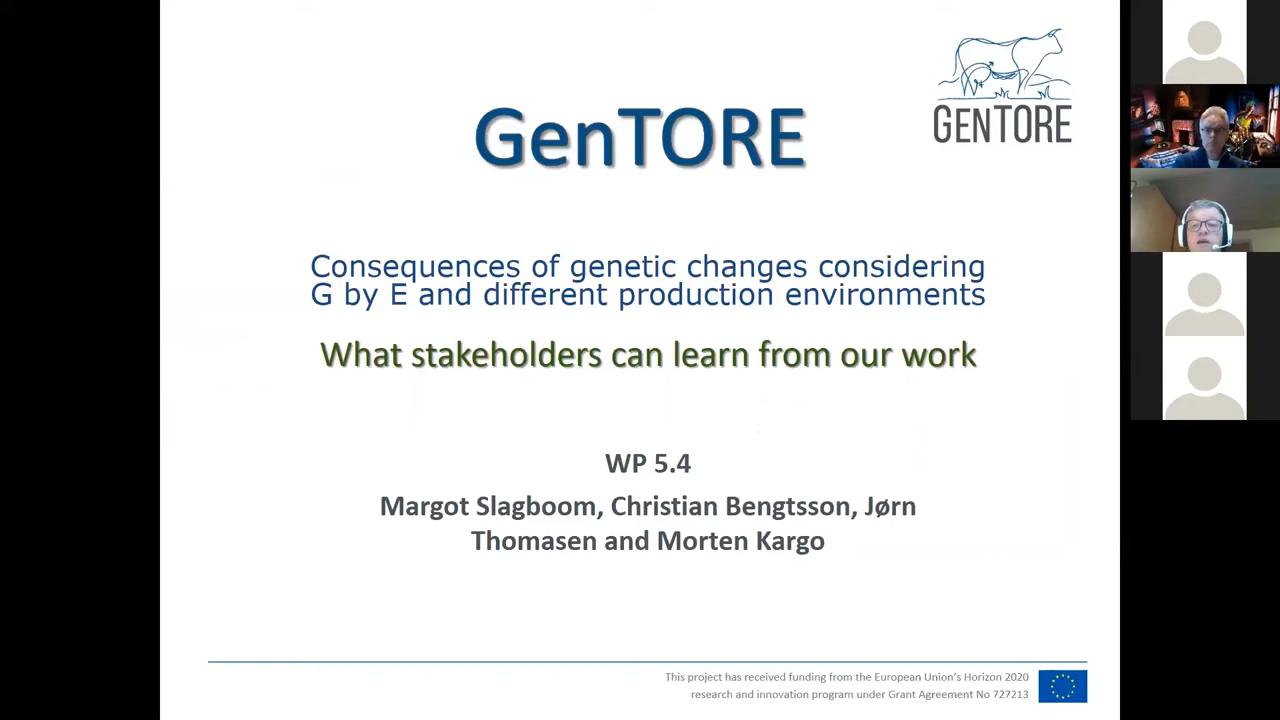 GENTORE
GenTORE
Consequences of genetic changes considering
G by E and different production environments
What stakeholders can learn from our work
WP 5.4
Margot Slagboom, Christian Bengtsson, Jørn
Thomasen and Morten Kargo
This project has received funding from the European Union's Horizon 2020
research and innovation program under Grant Agreement No 727213